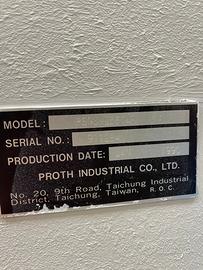 MODEL:
SERIAL NO.:
PRODUCTION DATE:
PROTH INDUSTRIAL CO., LTD.
No. 20, 9th Road, Taichung Industrial
District, Taichung, Taiwan, R. O. C.